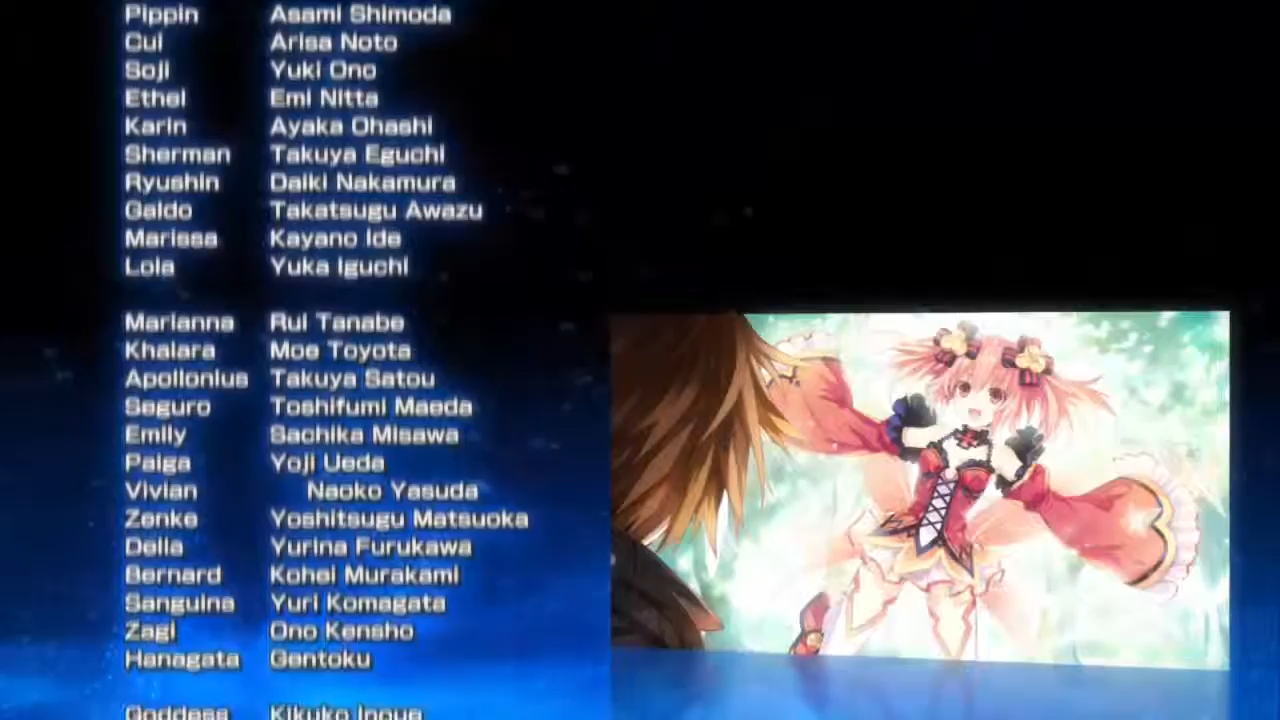 Pippin Asami Shimoda
Cui Arisa Noto
Soji Yuki Ono
Ethel Emi Nitta
Karin Ayaka Ohashi
Sherman Takuya Eguchi
Ryushin Daiki Nakamura
Galdo Takatsugu Awazu
Marissa Kayano Ide
Lola Yuka Iguchi
Marianna Rui Tanabe
Khalara Moe Toyota
Apollonius Takuya Satou
Seguro Toshifumi Maeda
Emily Sachika Misawa
Paiga Yoji Ueda
Vivian Naoko Yasuda
Zenke Yoshitsugu Matsuoka
Della Yurina Furukawa
Bernard Kohei Murakami
Sanguina Yuri Komagata
Zagi Ono Kensho
Hanagata Gentoku
Goddess Kikuko Inoue